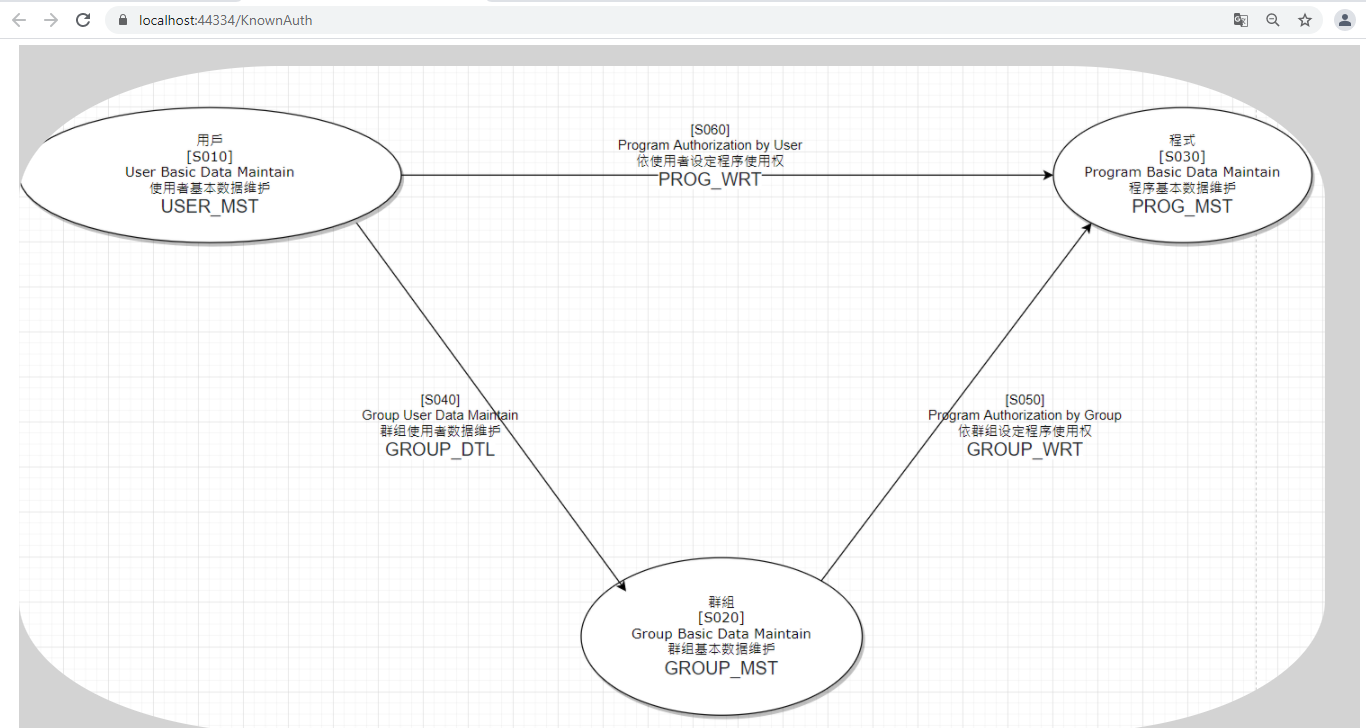 localhost:44334/KnownAuth
用戶
[S010]
User Basic Data Maintain
使用者基本数据维护
USER_MST
[S060]
Program Authorization by User
依使用者设定程序使用权
PROG_WRT
程式
[S030]
Program Basic Data Maintain
程序基本数据维护
PROG_MST
[S040]
Group User Data Maintain
群组使用者数据维护
GROUP_DTL
[S050]
Program Authorization by Group
依群组设定程序使用权
GROUP_WRT
群組
[S020]
Group Basic Data Maintain
群组基本数据维护
GROUP_MST